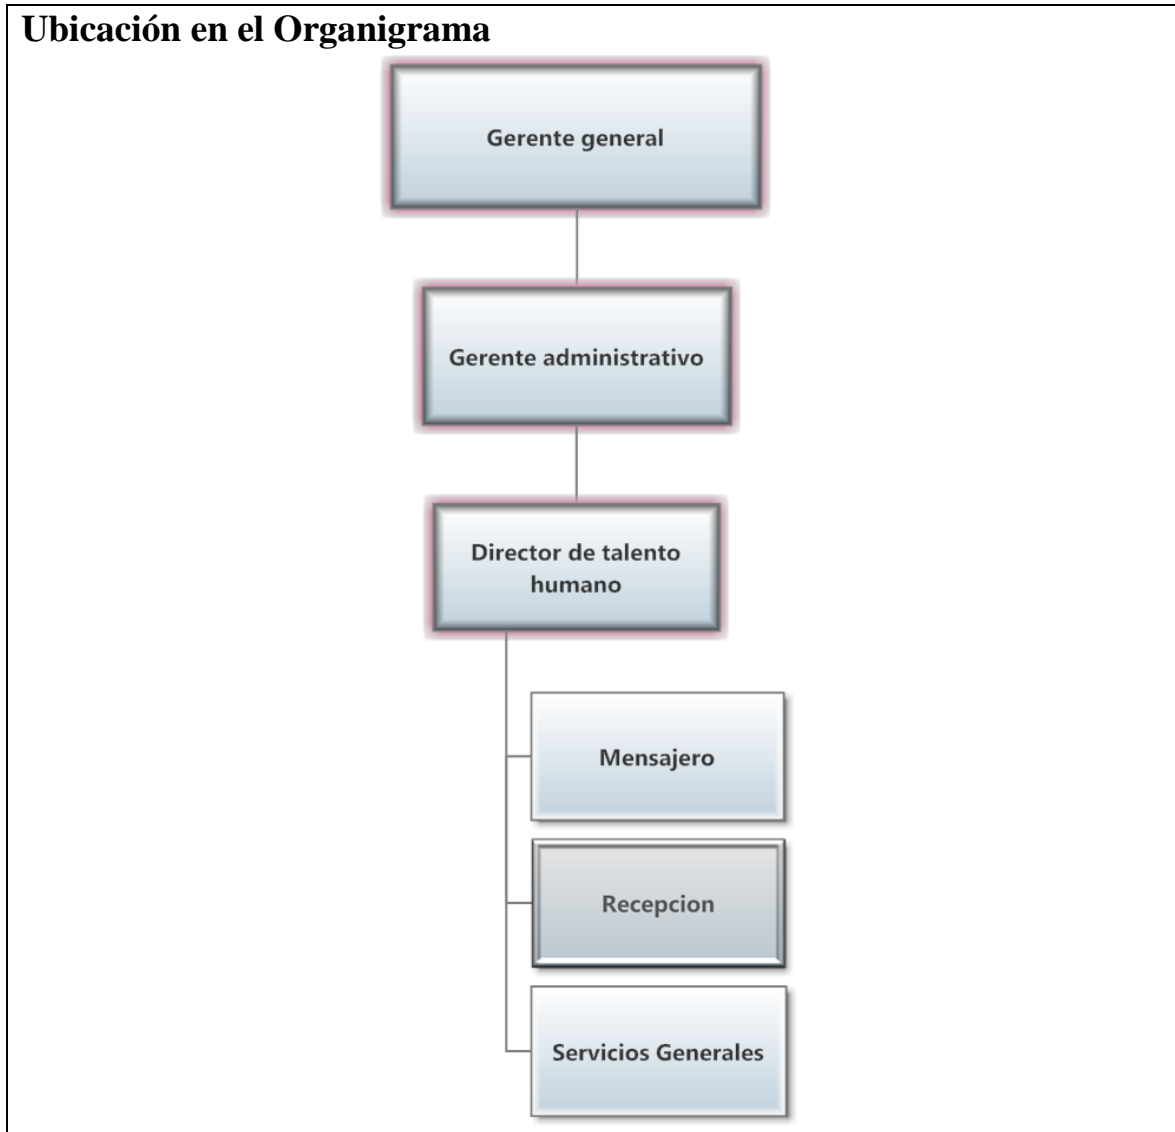 Ubicación en el Organigrama
Gerente general
Gerente administrativo
Director de talento
humano
Mensajero
Recepcion
Servicios Generales